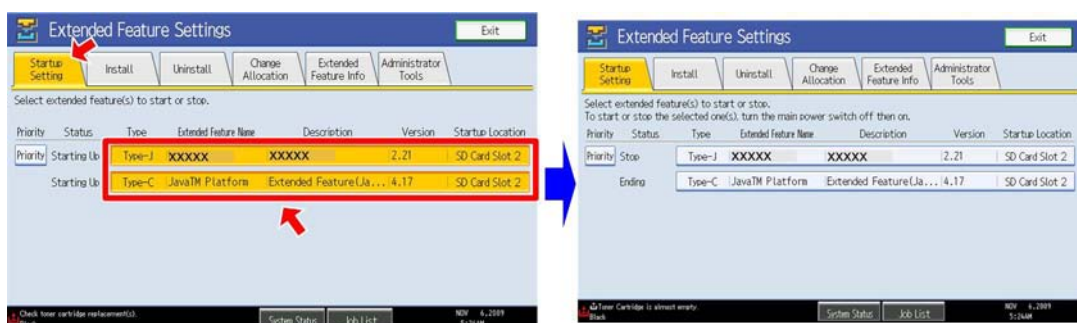 Extended Feature Settings
Exit
Startup Setting
Install
Uninstall
Change Allocation
Extended Feature Info
Administrator Tools
Select extended feature(s) to start or stop.
Priority Status Type Extended Feature Name Description Version Startup Location
Priority Starting Up Type-J XXXXX XXXXX 2.21 SD Card Slot 2
Starting Up Type-C JavaTM Platform Extended Feature(Ja... 4.17 SD Card Slot 2
Check toner cartridge replacement(s).
Black
System Status Job List
NOV 6.2009
5:24AM
Extended Feature Settings
Exit
Startup Setting
Install
Uninstall
Change Allocation
Extended Feature Info
Administrator Tools
Select extended feature(s) to start or stop.
To start or stop the selected one(s), turn the main power switch off then on.
Priority Status Type Extended Feature Name Description Version Startup Location
Priority Stop Type-J XXXXX XXXXX 2.21 SD Card Slot 2
Ending Type-C JavaTM Platform Extended Feature(Ja... 4.17 SD Card Slot 2
Toner Cartridge is almost empty
Black
System Status Job List
NOV 6.2009
5:24AM